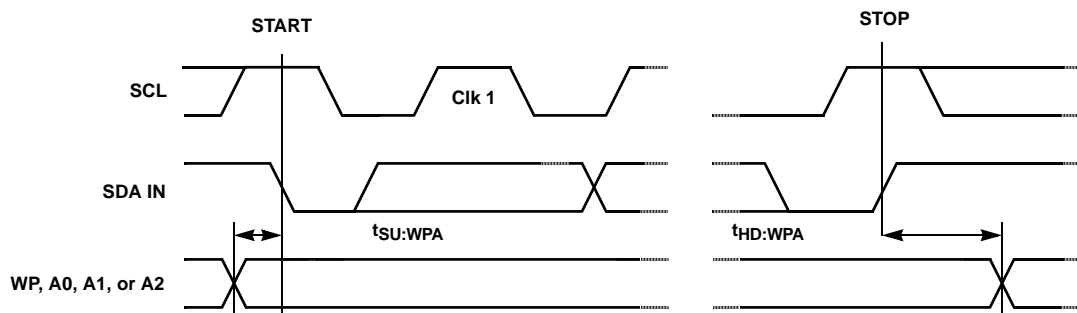 START
STOP
SCL
Clk 1
SDA IN
tSU:WPA
tHD:WPA
WP, A0, A1, or A2